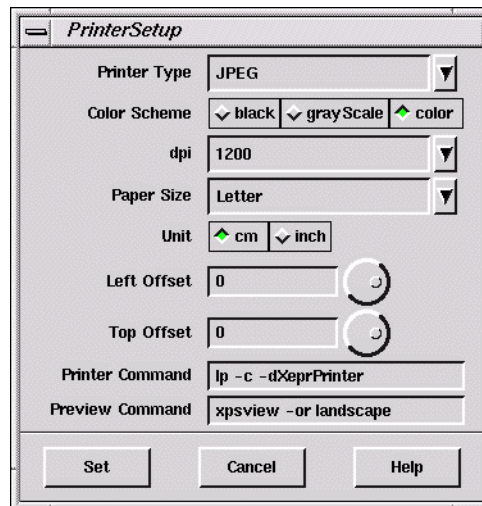 PrinterSetup
Printer Type JPEG
Color Scheme black grayScale color
dpi 1200
Paper Size Letter
Unit cm inch
Left Offset 0
Top Offset 0
Printer Command lp -c -dXeprPrinter
Preview Command xpsview -or landscape
Set Cancel Help